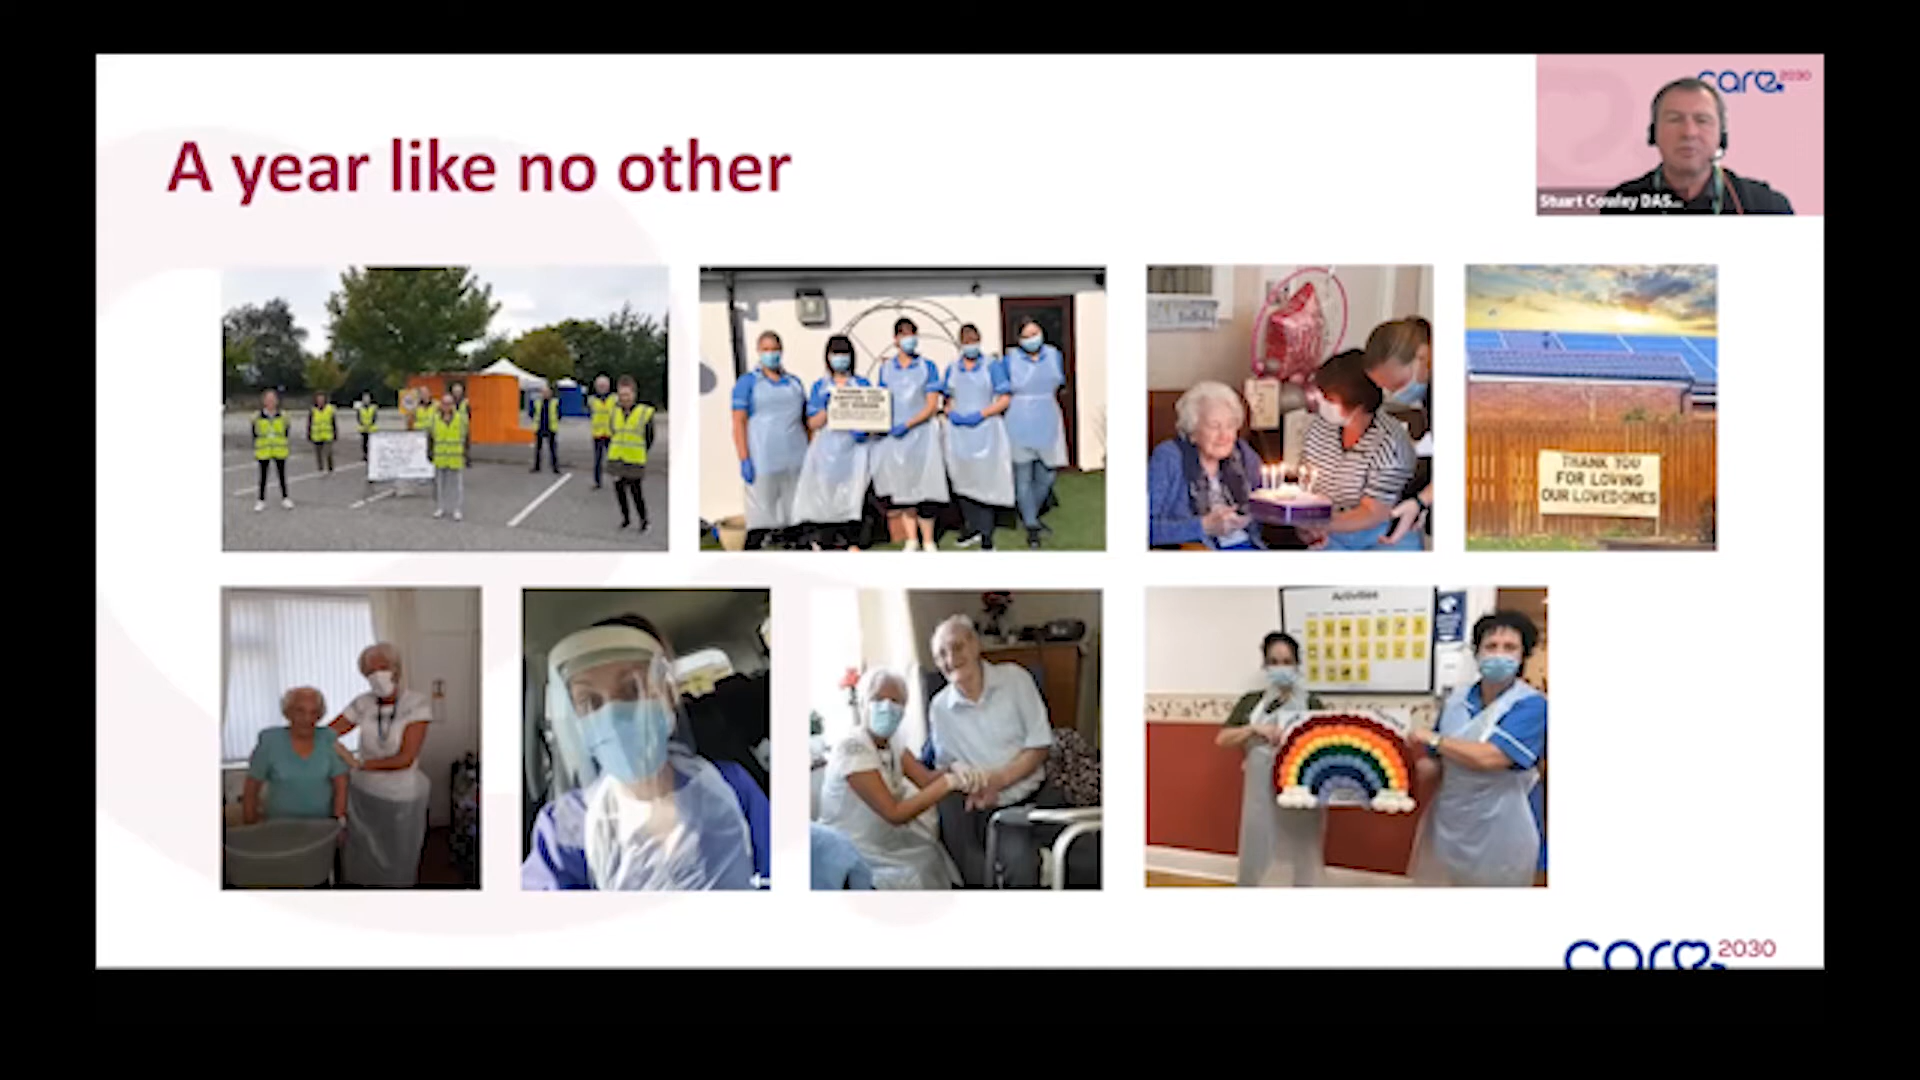 A year like no other
care 2030
Stuart Cowley DAS...
THANK YOU
FOR LOVING
OUR LOVED ONES
Activities
care 2030